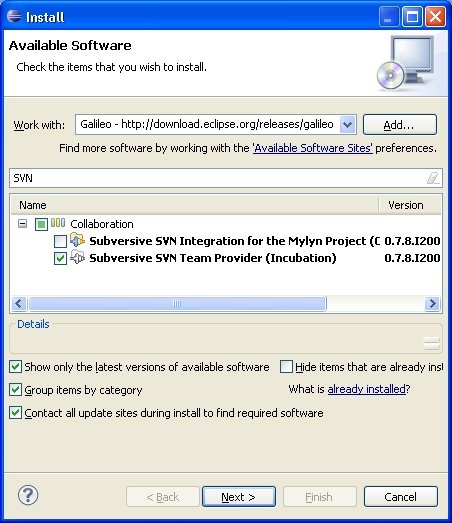 Install
Available Software
Check the items that you wish to install.
Work with: Galileo - http://download.eclipse.org/releases/galileo Add...
Find more software by working with the 'Available Software Sites' preferences.
SVN
Name Version
Collaboration
Subversive SVN Integration for the Mylyn Project (C 0.7.8.I200
Subversive SVN Team Provider (Incubation) 0.7.8.I200
Details
Show only the latest versions of available software Hide items that are already inst
Group items by category What is already installed?
Contact all update sites during install to find required software
? < Back Next > Finish Cancel